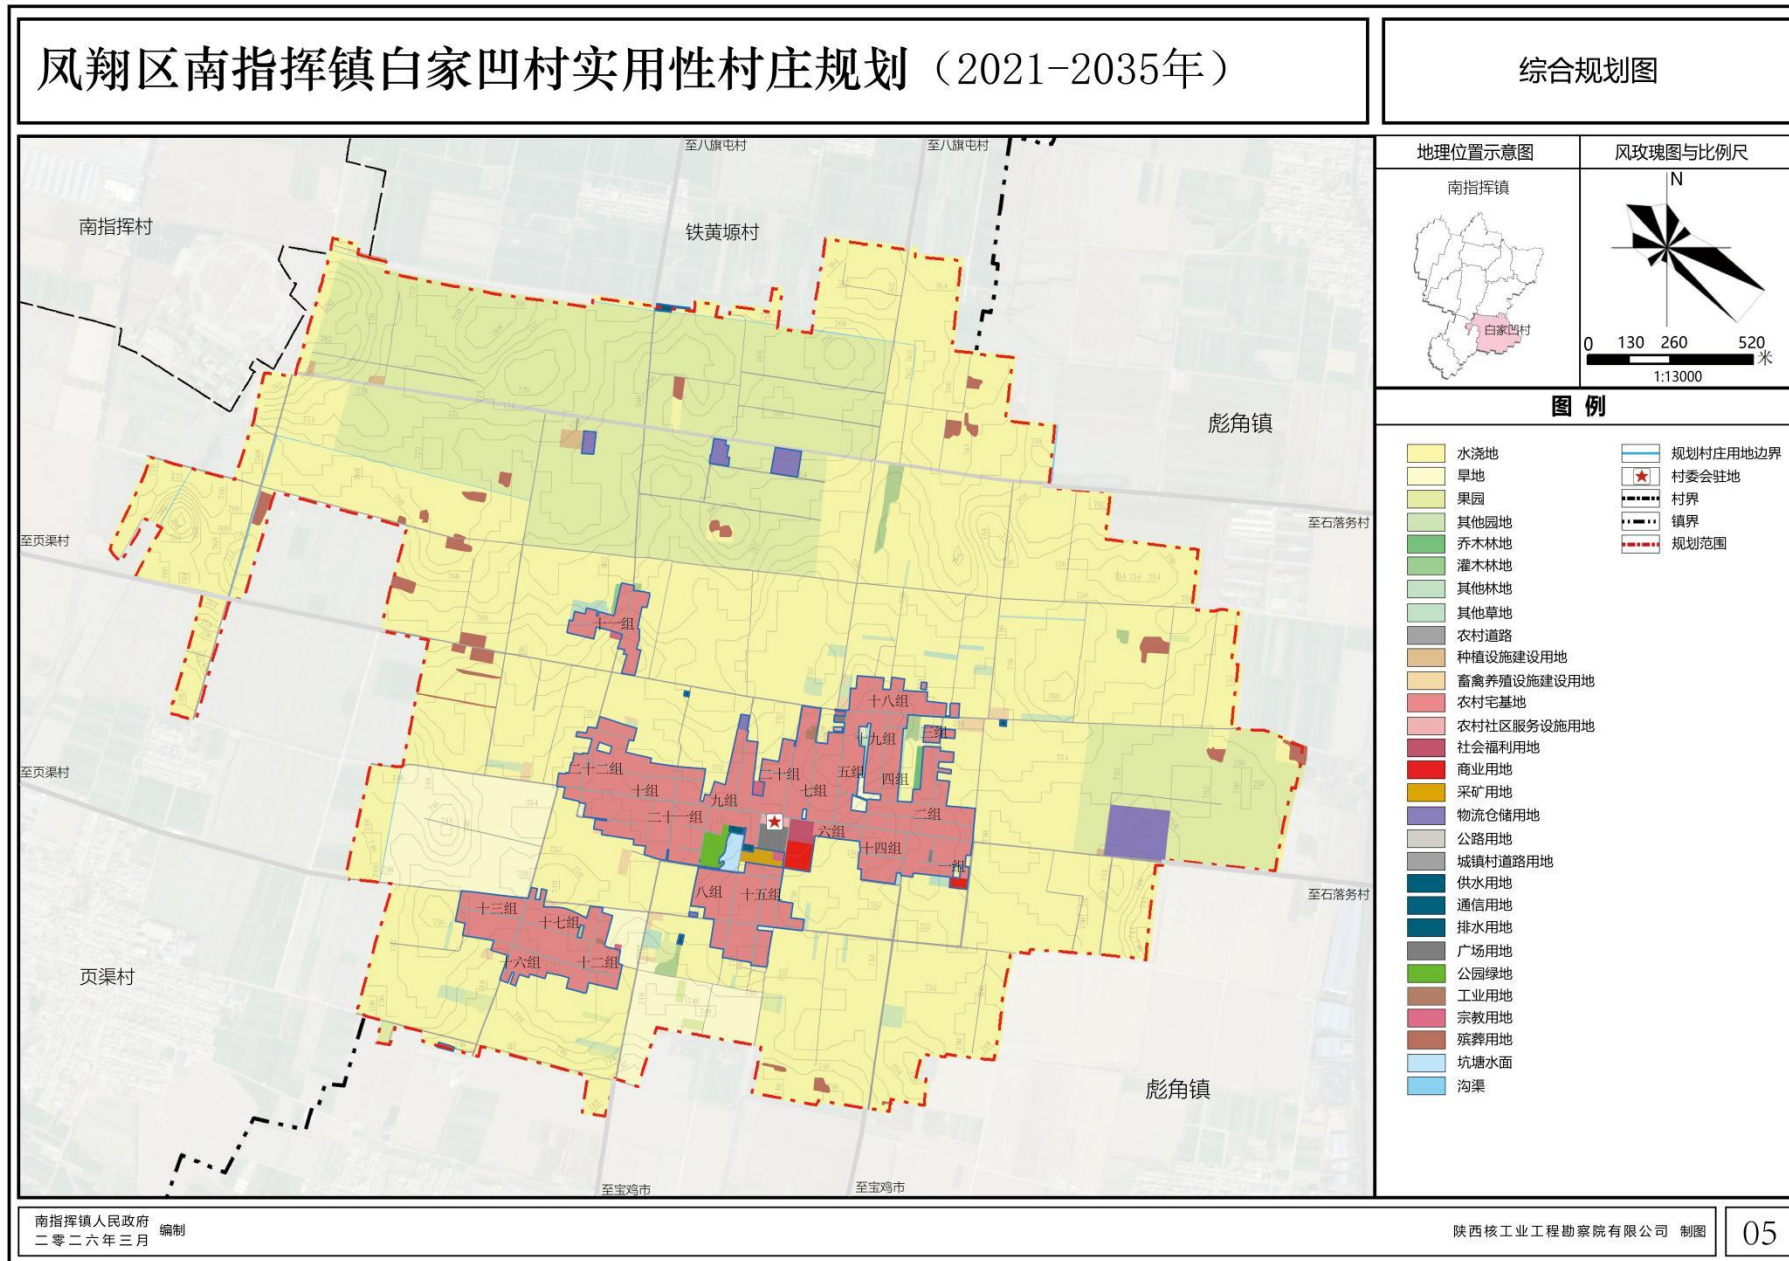 凤翔区南指挥镇白家凹村实用性村庄规划（2021-2035年）
综合规划图
至八旗屯村
至八旗屯村
南指挥村
铁黄塬村
彪角镇
至石落务村
至页渠村
十一组
十八组
三组
十九组
至页渠村
二十二组
二十组
五组
四组
十组
七组
九组
二组
二十一组
六组
十四组
一组
八组
十五组
至石落务村
十三组
十七组
十六组
十二组
页渠村
彪角镇
至宝鸡市
至宝鸡市
地理位置示意图
风玫瑰图与比例尺
南指挥镇
白家凹村
N
0 130 260 520
米
1:13000
图 例
水浇地
旱地
果园
其他园地
乔木林地
灌木林地
其他林地
其他草地
农村道路
种植设施建设用地
畜禽养殖设施建设用地
农村宅基地
农村社区服务设施用地
社会福利用地
商业用地
采矿用地
物流仓储用地
公路用地
城镇村道路用地
供水用地
通信用地
排水用地
广场用地
公园绿地
工业用地
宗教用地
殡葬用地
坑塘水面
沟渠
规划村庄用地边界
村委会驻地
村界
镇界
规划范围
南指挥镇人民政府
二零二六年三月
编制
陕西核工业工程勘察院有限公司 制图
05